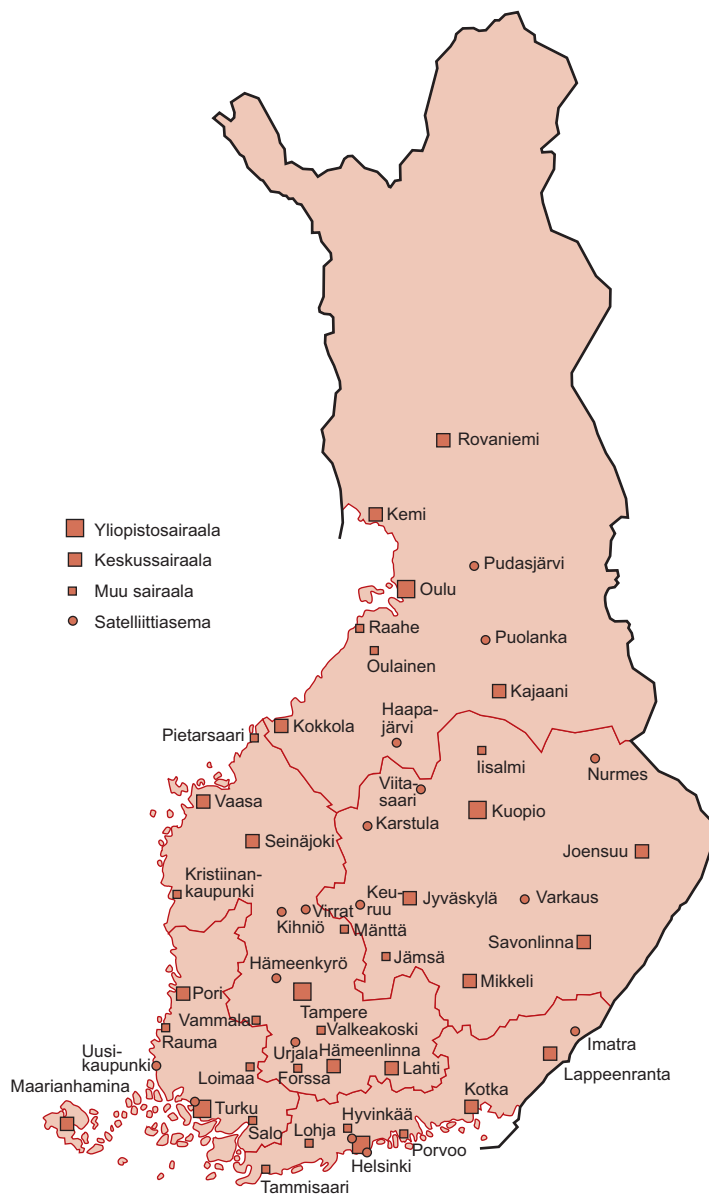 Rovaniemi
Kemi
Yliopistosairaala
Keskussairaala
Muu sairaala
Satelliittiasema
Pudasjärvi
Oulu
Raahe
Puolanka
Oulainen
Kajaani
Haapa-
järvi
Kokkola
Pietarsaari
Iisalmi
Nurmes
Viita-
saari
Vaasa
Kuopio
Karstula
Seinäjoki
Joensuu
Kristiinan-
kaupunki
Keu-
ruu
Jyväskylä
Varkaus
Virrat
Kihniö
Mänttä
Savonlinna
Jämsä
Hämeenkyrö
Mikkeli
Pori
Tampere
Vammala
Valkeakoski
Rauma
Imatra
Urjala
Hämeenlinna
Uusi-
kaupunki
Loimaa
Forssa
Lahti
Lappeenranta
Maarianhamina
Kotka
Turku
Hyvinkää
Salo
Lohja
Porvoo
Helsinki
Tammisaari